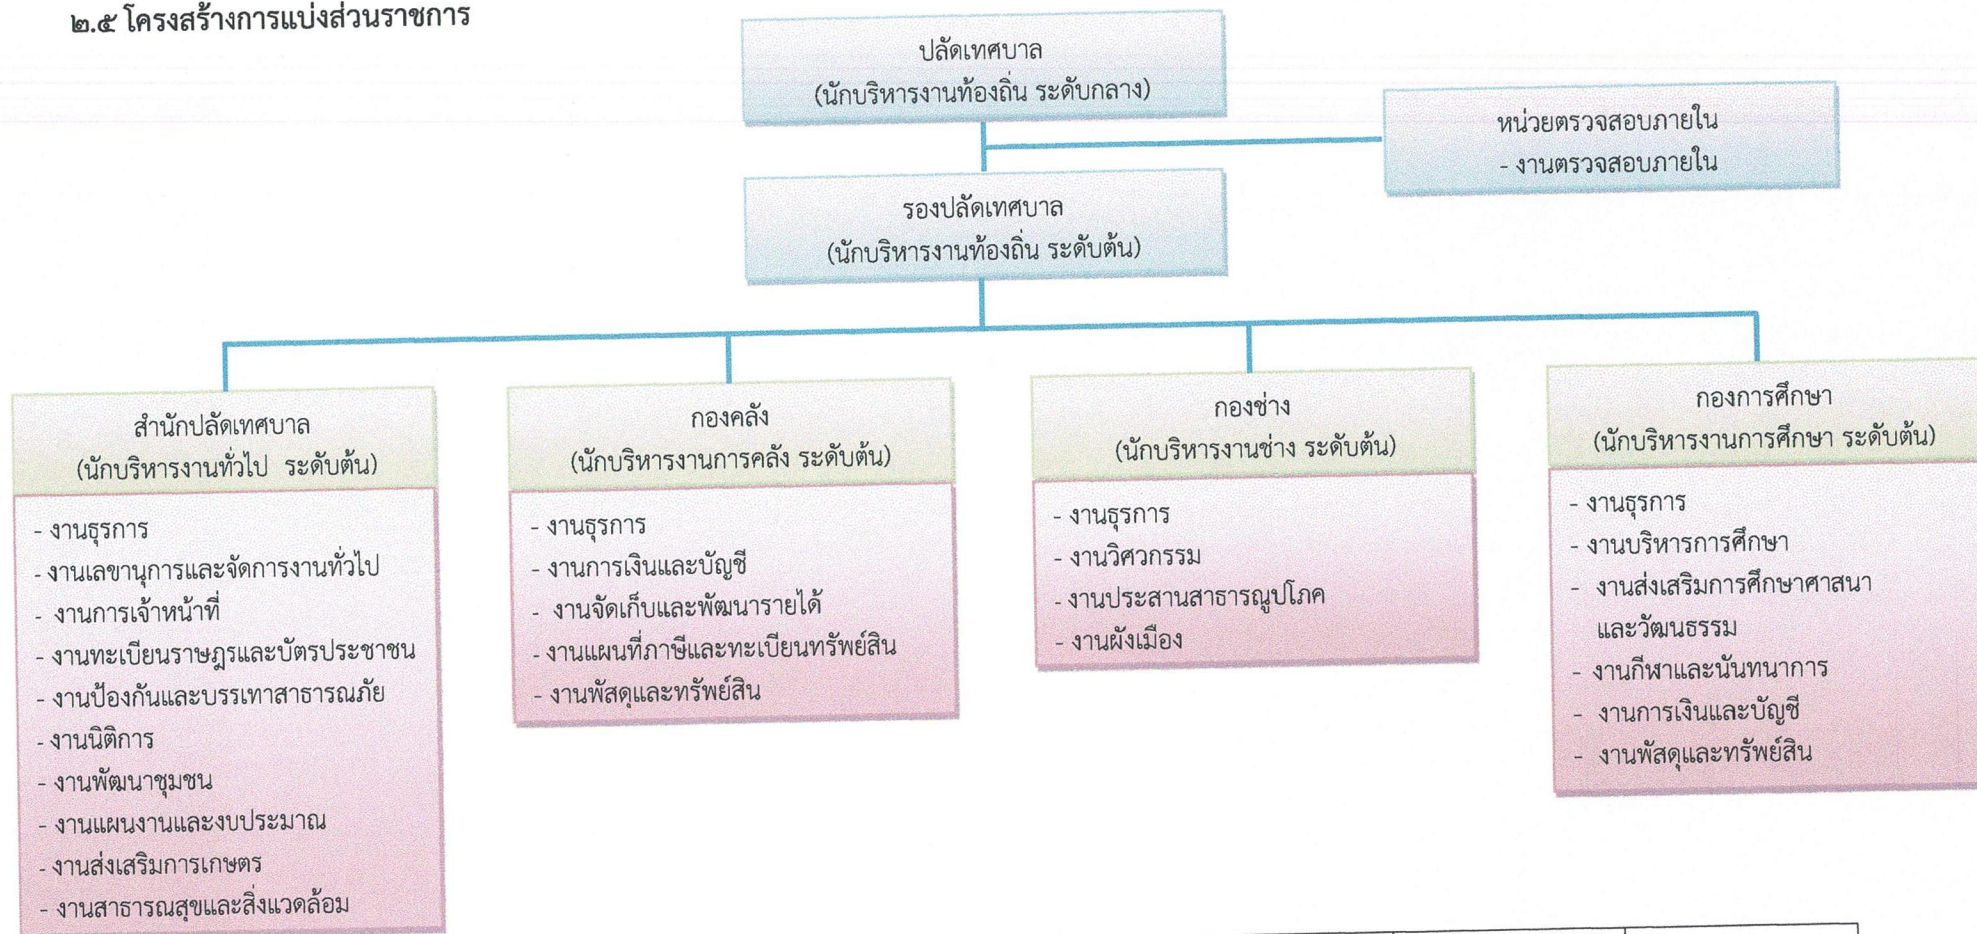 ๒.๕ โครงสร้างการแบ่งส่วนราชการ
ปลัดเทศบาล
(นักบริหารงานท้องถิ่น ระดับกลาง)
หน่วยตรวจสอบภายใน
- งานตรวจสอบภายใน
รองปลัดเทศบาล
(นักบริหารงานท้องถิ่น ระดับต้น)
สำนักปลัดเทศบาล
(นักบริหารงานทั่วไป ระดับต้น)
- งานธุรการ
- งานเลขานุการและจัดการงานทั่วไป
- งานการเจ้าหน้าที่
- งานทะเบียนราษฎรและบัตรประชาชน
- งานป้องกันและบรรเทาสาธารณภัย
- งานนิติการ
- งานพัฒนาชุมชน
- งานแผนงานและงบประมาณ
- งานส่งเสริมการเกษตร
- งานสาธารณสุขและสิ่งแวดล้อม
กองคลัง
(นักบริหารงานการคลัง ระดับต้น)
- งานธุรการ
- งานการเงินและบัญชี
- งานจัดเก็บและพัฒนารายได้
- งานแผนที่ภาษีและทะเบียนทรัพย์สิน
- งานพัสดุและทรัพย์สิน
กองช่าง
(นักบริหารงานช่าง ระดับต้น)
- งานธุรการ
- งานวิศวกรรม
- งานประสานสาธารณูปโภค
- งานผังเมือง
กองการศึกษา
(นักบริหารงานการศึกษา ระดับต้น)
- งานธุรการ
- งานบริหารการศึกษา
- งานส่งเสริมการศึกษาศาสนา
และวัฒนธรรม
- งานกีฬาและนันทนาการ
- งานการเงินและบัญชี
- งานพัสดุและทรัพย์สิน